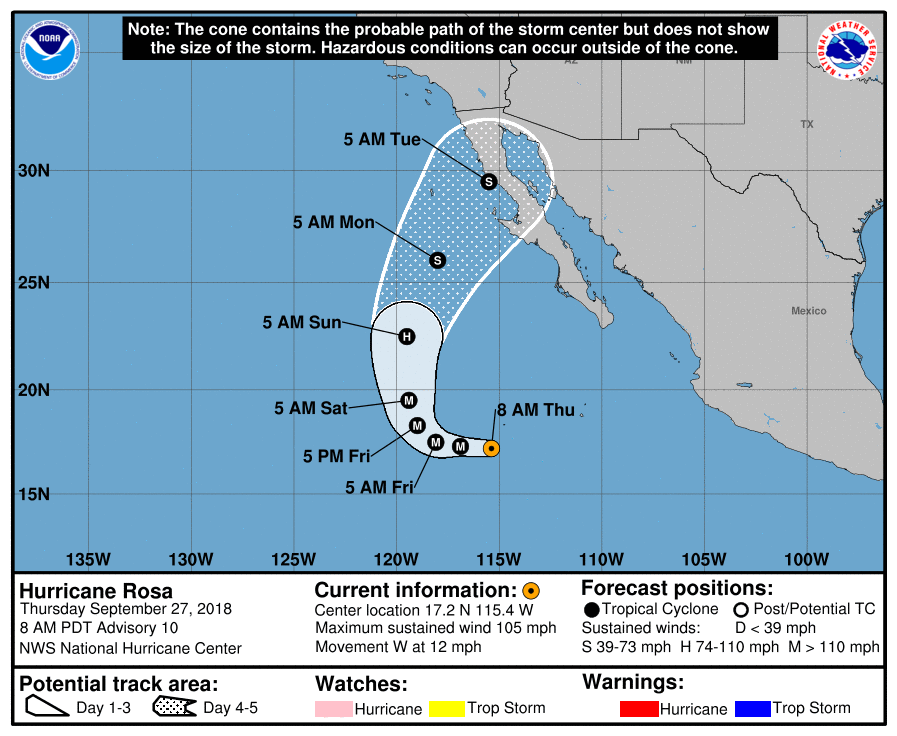 Note: The cone contains the probable path of the storm center but does not show
the size of the storm. Hazardous conditions can occur outside of the cone.
NOAA
NATIONAL WEATHER SERVICE
AZ
NM
TX
Mexico
5 AM Tue
30N
5 AM Mon
25N
5 AM Sun
20N
5 AM Sat
8 AM Thu
5 PM Fri
5 AM Fri
15N
S
S
H
M
M
M
M
135W 130W 125W 120W 115W 110W 105W 100W
Hurricane Rosa
Thursday September 27, 2018
8 AM PDT Advisory 10
NWS National Hurricane Center
Current information:
Center location 17.2 N 115.4 W
Maximum sustained wind 105 mph
Movement W at 12 mph
Forecast positions:
Tropical Cyclone Post/Potential TC
Sustained winds: D < 39 mph
S 39-73 mph H 74-110 mph M > 110 mph
Potential track area:
Day 1-3 Day 4-5
Watches:
Hurricane Trop Storm
Warnings:
Hurricane Trop Storm